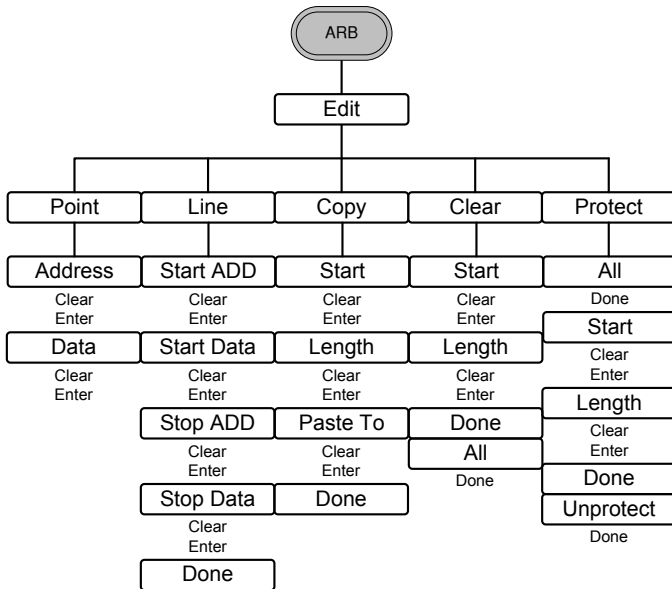 ARB
Edit
Point
Line
Copy
Clear
Protect
Address
Clear
Enter
Data
Clear
Enter
Start ADD
Clear
Enter
Start Data
Clear
Enter
Stop ADD
Clear
Enter
Stop Data
Clear
Enter
Done
Start
Clear
Enter
Length
Clear
Enter
Paste To
Clear
Enter
Done
Start
Clear
Enter
Length
Clear
Enter
Done
All
Done
All
Done
Start
Clear
Enter
Length
Clear
Enter
Done
Unprotect
Done